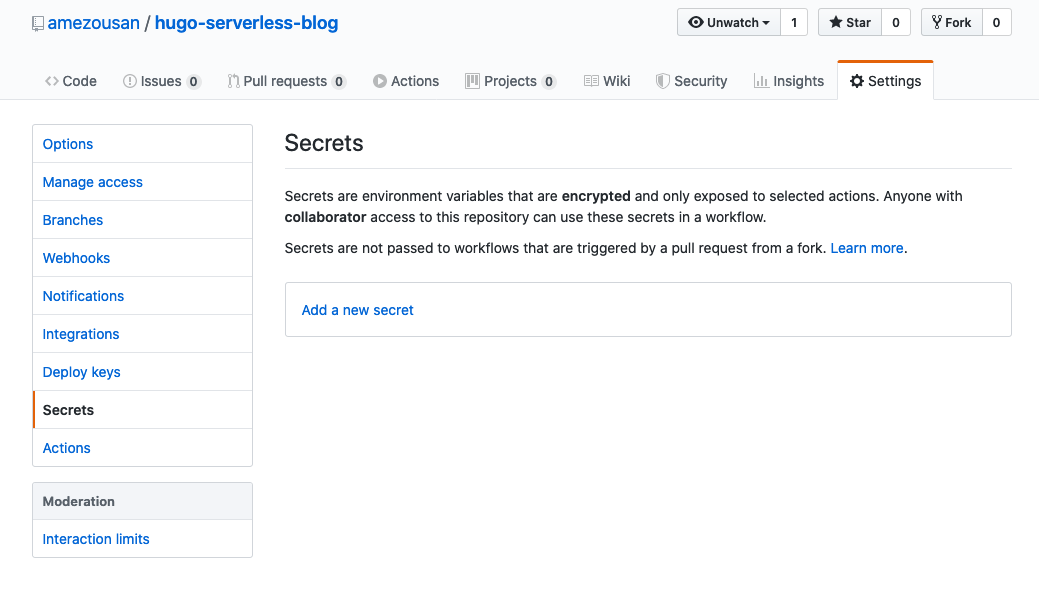 amezousan / hugo-serverless-blog
Unwatch 1 Star 0 Fork 0
Code Issues 0 Pull requests 0 Actions Projects 0 Wiki Security Insights Settings
Options
Manage access
Branches
Webhooks
Notifications
Integrations
Deploy keys
Secrets
Actions
Moderation
Interaction limits
Secrets
Secrets are environment variables that are encrypted and only exposed to selected actions. Anyone with
collaborator access to this repository can use these secrets in a workflow.
Secrets are not passed to workflows that are triggered by a pull request from a fork. Learn more.
Add a new secret